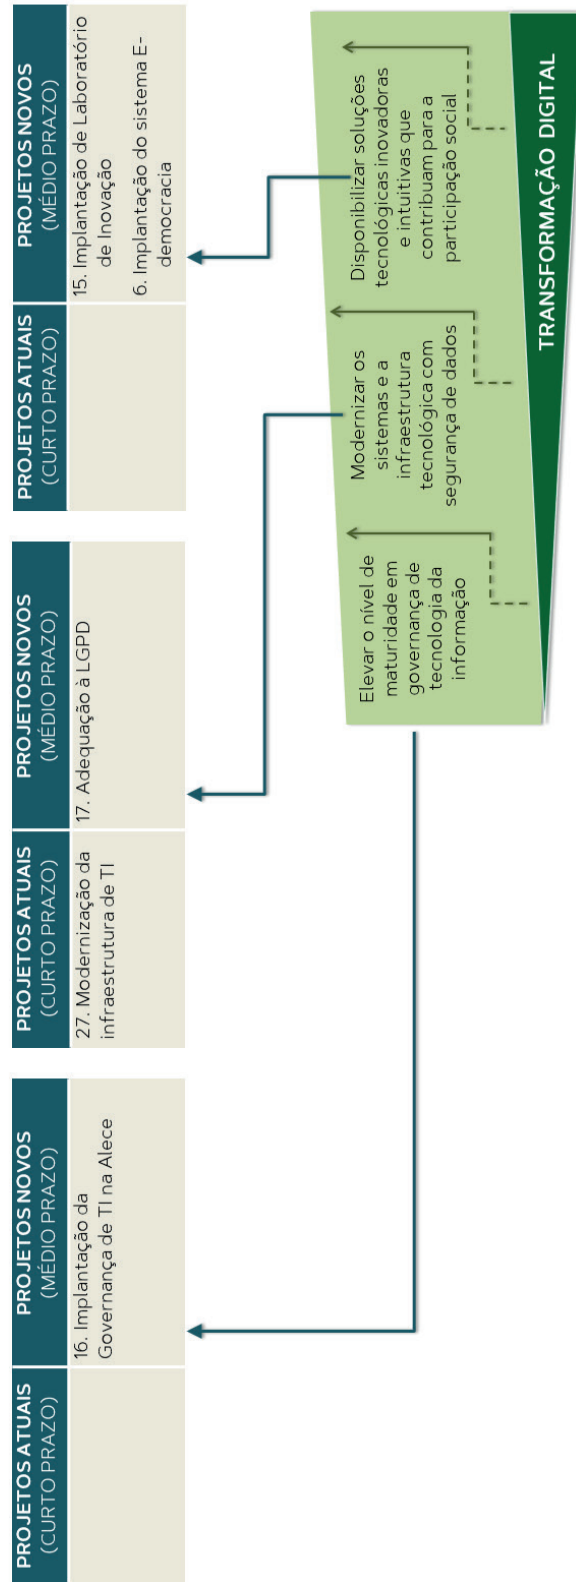 PROJETOS ATUAIS
(CURTO PRAZO)
PROJETOS NOVOS
(MÉDIO PRAZO)
16. Implantação da
Governança de TI na Alece
PROJETOS ATUAIS
(CURTO PRAZO)
PROJETOS NOVOS
(MÉDIO PRAZO)
27. Modernização da
infraestrutura de TI
17. Adequação à LGPD
PROJETOS ATUAIS
(CURTO PRAZO)
PROJETOS NOVOS
(MÉDIO PRAZO)
15. Implantação de Laboratório
de Inovação
6. Implantação do sistema E-
democracia
Elevar o nível de
maturidade em
governança de
tecnologia da
informação
Modernizar os
sistemas e a
infraestrutura
tecnológica com
segurança de dados
Disponibilizar soluções
tecnológicas inovadoras
e intuitivas que
contribuam para a
participação social
TRANSFORMAÇÃO DIGITAL